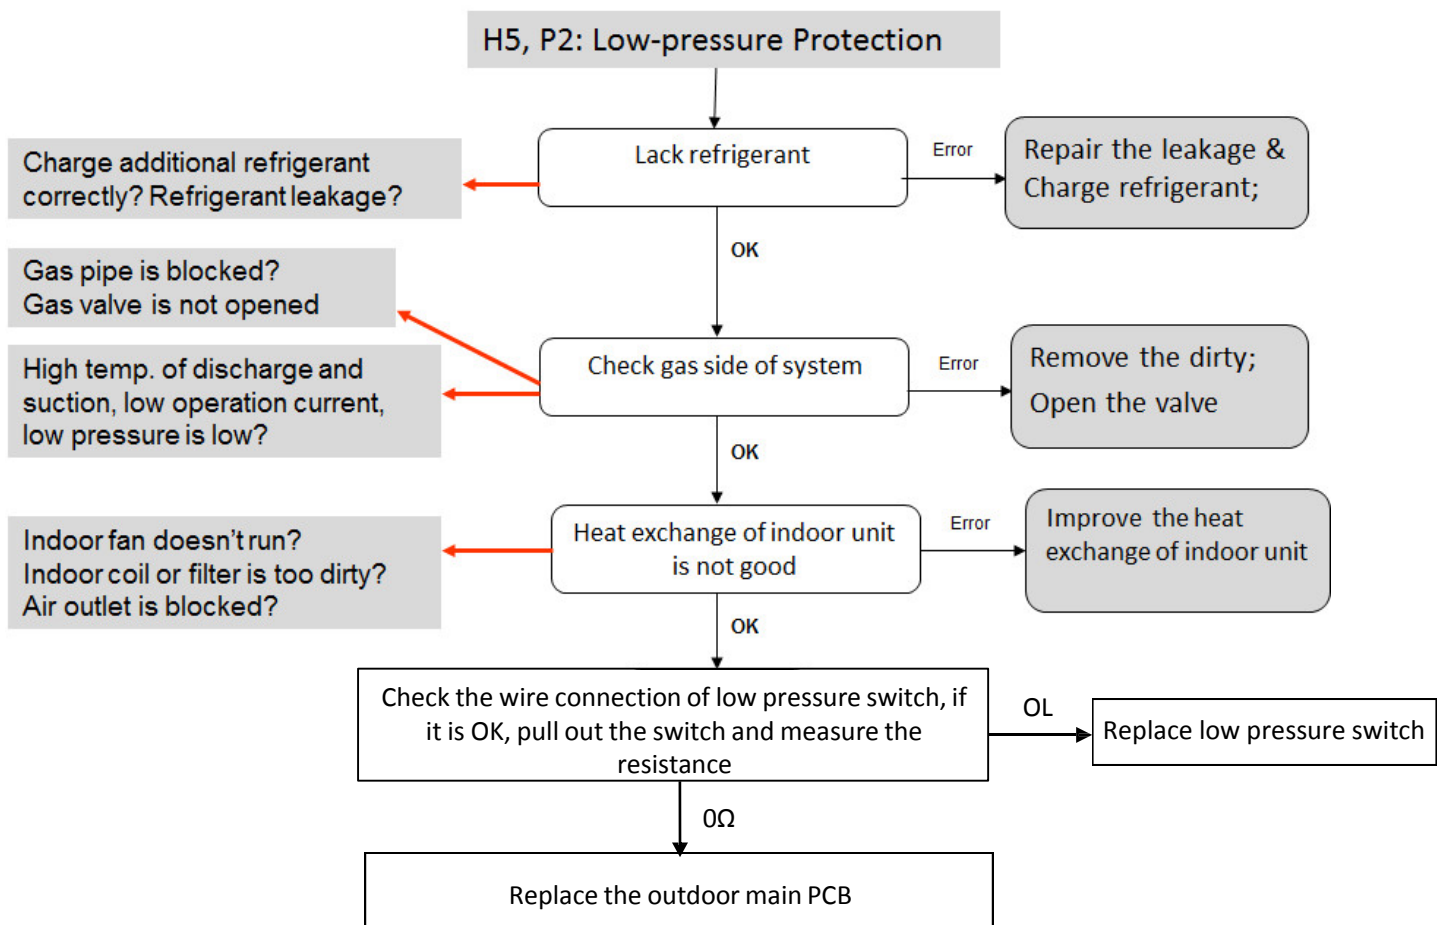 H5, P2: Low-pressure Protection
Lack refrigerant
Error
Repair the leakage &
Charge refrigerant;
Charge additional refrigerant
correctly? Refrigerant leakage?
OK
Gas pipe is blocked?
Gas valve is not opened
Check gas side of system
Error
Remove the dirty;
Open the valve
High temp. of discharge and
suction, low operation current,
low pressure is low?
OK
Heat exchange of indoor unit
is not good
Error
Improve the heat
exchange of indoor unit
Indoor fan doesn't run?
Indoor coil or filter is too dirty?
Air outlet is blocked?
OK
Check the wire connection of low pressure switch, if
it is OK, pull out the switch and measure the
resistance
OL
Replace low pressure switch
0Ω
Replace the outdoor main PCB